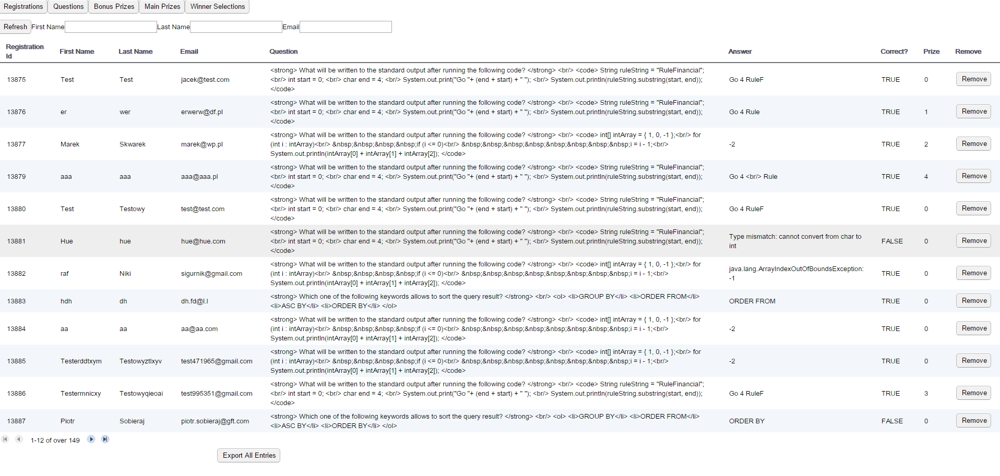 Registrations Questions Bonus Prizes Main Prizes Winner Selections
Refresh First Name Last Name Email
Registration Id First Name Last Name Email Question Answer Correct? Prize Remove
13875 Test Test jacek@test.com <strong> What will be written to the standard output after running the following code? </strong> <br/> <code> String ruleString = "RuleFinancial";
<br/> int start = 0; <br/> char end = 4; <br/> System.out.print("Go "+ (end + start) + " "); <br/> System.out.println(ruleString.substring(start, end));
</code> Go 4 RuleF TRUE 0 Remove
13876 er wer erwerw@df.pl <strong> What will be written to the standard output after running the following code? </strong> <br/> <code> String ruleString = "RuleFinancial";
<br/> int start = 0; <br/> char end = 4; <br/> System.out.print("Go "+ (end + start) + " "); <br/> System.out.println(ruleString.substring(start, end));
</code> Go 4 Rule TRUE 1 Remove
13877 Marek Skwarek marek@wp.pl <strong> What will be written to the standard output after running the following code? </strong> <br/> <code> int[] intArray = { 1, 0, -1 };<br/> for
(int i : intArray)<br/> &nbsp;&nbsp;&nbsp;&nbsp;if (i <= 0)<br/> &nbsp;&nbsp;&nbsp;&nbsp;&nbsp;&nbsp;&nbsp;&nbsp;i = i - 1;<br/>
System.out.println(intArray[0] + intArray[1] + intArray[2]); </code> -2 TRUE 2 Remove
13879 aaa aaa aaa@aaa.pl <strong> What will be written to the standard output after running the following code? </strong> <br/> <code> String ruleString = "RuleFinancial";
<br/> int start = 0; <br/> char end = 4; <br/> System.out.print("Go "+ (end + start) + " "); <br/> System.out.println(ruleString.substring(start, end));
</code> Go 4 <br/> Rule TRUE 4 Remove
13880 Test Testowy test@test.com <strong> What will be written to the standard output after running the following code? </strong> <br/> <code> String ruleString = "RuleFinancial";
<br/> int start = 0; <br/> char end = 4; <br/> System.out.print("Go "+ (end + start) + " "); <br/> System.out.println(ruleString.substring(start, end));
</code> Go 4 RuleF TRUE 0 Remove
13881 Hue hue hue@hue.com <strong> What will be written to the standard output after running the following code? </strong> <br/> <code> String ruleString = "RuleFinancial";
<br/> int start = 0; <br/> char end = 4; <br/> System.out.print("Go "+ (end + start) + " "); <br/> System.out.println(ruleString.substring(start, end));
</code> Type mismatch: cannot convert from char to
int FALSE 0 Remove
13882 raf Niki sigurnik@gmail.com <strong> What will be written to the standard output after running the following code? </strong> <br/> <code> int[] intArray = { 1, 0, -1 };<br/> for
(int i : intArray)<br/> &nbsp;&nbsp;&nbsp;&nbsp;if (i <= 0)<br/> &nbsp;&nbsp;&nbsp;&nbsp;&nbsp;&nbsp;&nbsp;&nbsp;i = i - 1;<br/>
System.out.println(intArray[0] + intArray[1] + intArray[2]); </code> java.lang.ArrayIndexOutOfBoundsException:
-1 TRUE 0 Remove
13883 hdh dh dh.fd@l.l <strong> Which one of the following keywords allows to sort the query result? </strong> <br/> <ol> <li>GROUP BY</li> <li>ORDER FROM</li>
<li>ASC BY</li> <li>ORDER BY</li> </ol> ORDER FROM TRUE 0 Remove
13884 aa aa aa@aa.com <strong> What will be written to the standard output after running the following code? </strong> <br/> <code> int[] intArray = { 1, 0, -1 };<br/> for
(int i : intArray)<br/> &nbsp;&nbsp;&nbsp;&nbsp;if (i <= 0)<br/> &nbsp;&nbsp;&nbsp;&nbsp;&nbsp;&nbsp;&nbsp;&nbsp;i = i - 1;<br/>
System.out.println(intArray[0] + intArray[1] + intArray[2]); </code> -2 TRUE 0 Remove
13885 Testerddtxym Testowyztlxyv test471965@gmail.com <strong> What will be written to the standard output after running the following code? </strong> <br/> <code> int[] intArray = { 1, 0, -1 };<br/> for
(int i : intArray)<br/> &nbsp;&nbsp;&nbsp;&nbsp;if (i <= 0)<br/> &nbsp;&nbsp;&nbsp;&nbsp;&nbsp;&nbsp;&nbsp;&nbsp;i = i - 1;<br/>
System.out.println(intArray[0] + intArray[1] + intArray[2]); </code> -2 TRUE 0 Remove
13886 Testermnicxy Testowyqieoai test995351@gmail.com <strong> What will be written to the standard output after running the following code? </strong> <br/> <code> String ruleString = "RuleFinancial";
<br/> int start = 0; <br/> char end = 4; <br/> System.out.print("Go "+ (end + start) + " "); <br/> System.out.println(ruleString.substring(start, end));
</code> Go 4 RuleF TRUE 3 Remove
13887 Piotr Sobieraj piotr.sobieraj@gft.com <strong> Which one of the following keywords allows to sort the query result? </strong> <br/> <ol> <li>GROUP BY</li> <li>ORDER FROM</li>
<li>ASC BY</li> <li>ORDER BY</li> </ol> ORDER BY FALSE 0 Remove
1-12 of over 149
Export All Entries